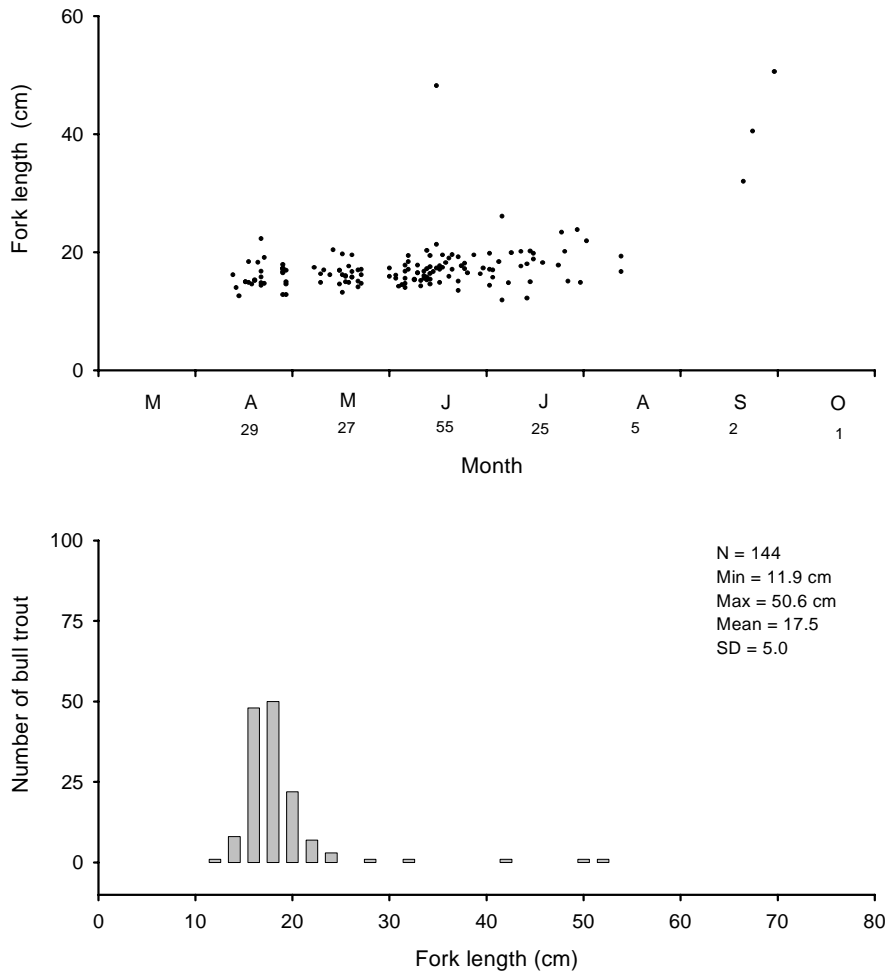 60
40
20
0
Fork length (cm)
M A M J J A S O
29 27 55 25 5 2 1
Month
100
75
50
25
0
Number of bull trout
N = 144
Min = 11.9 cm
Max = 50.6 cm
Mean = 17.5
SD = 5.0
0 10 20 30 40 50 60 70 80
Fork length (cm)